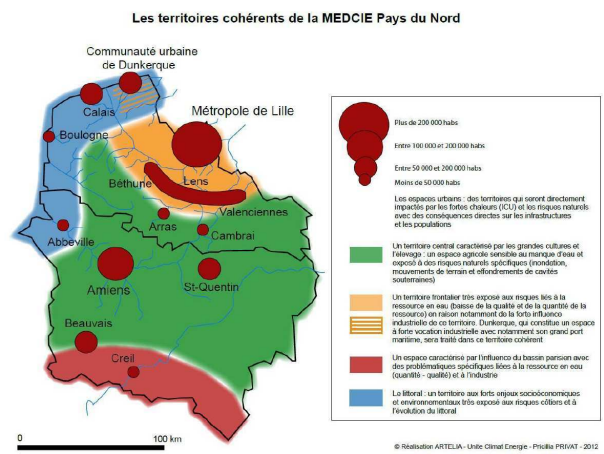 Les territoires cohérents de la MEDCIE Pays du Nord
Communauté urbaine
de Dunkerque
Calais
Métropole de Lille
Boulogne
Béthune
Lens
Valenciennes
Arras
Cambrai
Abbeville
Amiens
St-Quentin
Beauvais
Creil
0
100 km
Plus de 200 000 habs
Entre 100 000 et 200 000 habs
Entre 50 000 et 200 000 habs
Moins de 50 000 habs
Les espaces urbains : des territoires qui seront directement
impactés par les fortes chaleurs (ICU) et les risques naturels
avec des conséquences directes sur les infrastructures
et les populations
Un territoire central caractérisé par les grandes cultures et
l'élevage : un espace agricole sensible au manque d'eau et
exposé à des risques naturels spécifiques (inondation,
mouvements de terrain et effondrements de cavités
souterraines)
Un territoire frontalier très exposé aux risques liés à la
ressource en eau (baisse de la qualité et de la quantité de la
ressource) en raison notamment de la forte influence
industrielle de ce territoire. Dunkerque, qui constitue un espace
à forte vocation industrielle avec notamment son grand port
maritime, sera traité dans ce territoire cohérent
Un espace caractérisé par l'influence du bassin parisien avec
des problématiques spécifiques liées à la ressource en eau
(quantité - qualité) et à l'industrie
Le littoral : un territoire aux forts enjeux socioéconomiques
et environnementaux très exposé aux risques côtiers et à
l'évolution du littoral
© Réalisation ARTELIA - Unite Climat Energie - Pricillia PRIVAT - 2012